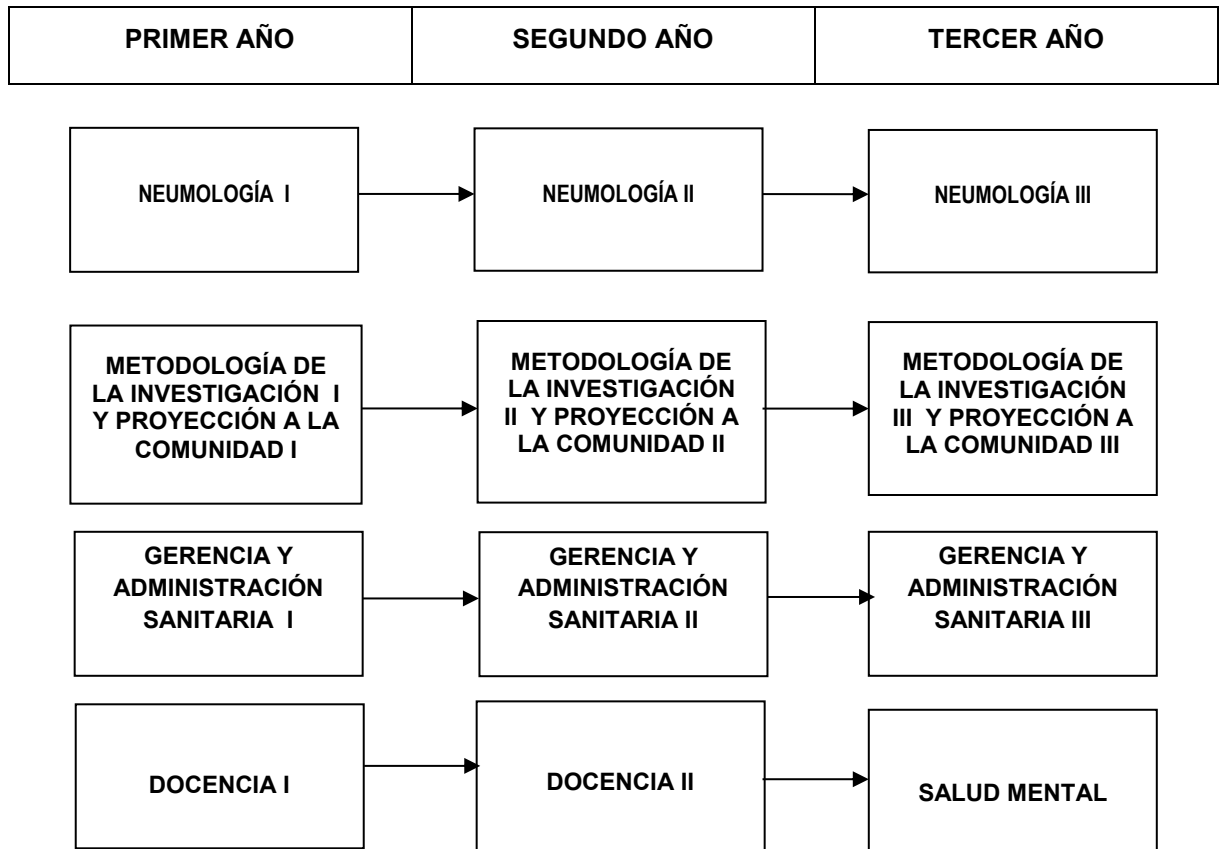 PRIMER AÑO
SEGUNDO AÑO
TERCER AÑO
NEUMOLOGÍA I
NEUMOLOGÍA II
NEUMOLOGÍA III
METODOLOGÍA DE
LA INVESTIGACIÓN I
Y PROYECCIÓN A LA
COMUNIDAD I
METODOLOGÍA DE
LA INVESTIGACIÓN
II Y PROYECCIÓN A
LA COMUNIDAD II
METODOLOGÍA DE
LA INVESTIGACIÓN
III Y PROYECCIÓN A
LA COMUNIDAD III
GERENCIA Y
ADMINISTRACIÓN
SANITARIA I
GERENCIA Y
ADMINISTRACIÓN
SANITARIA II
GERENCIA Y
ADMINISTRACIÓN
SANITARIA III
DOCENCIA I
DOCENCIA II
SALUD MENTAL